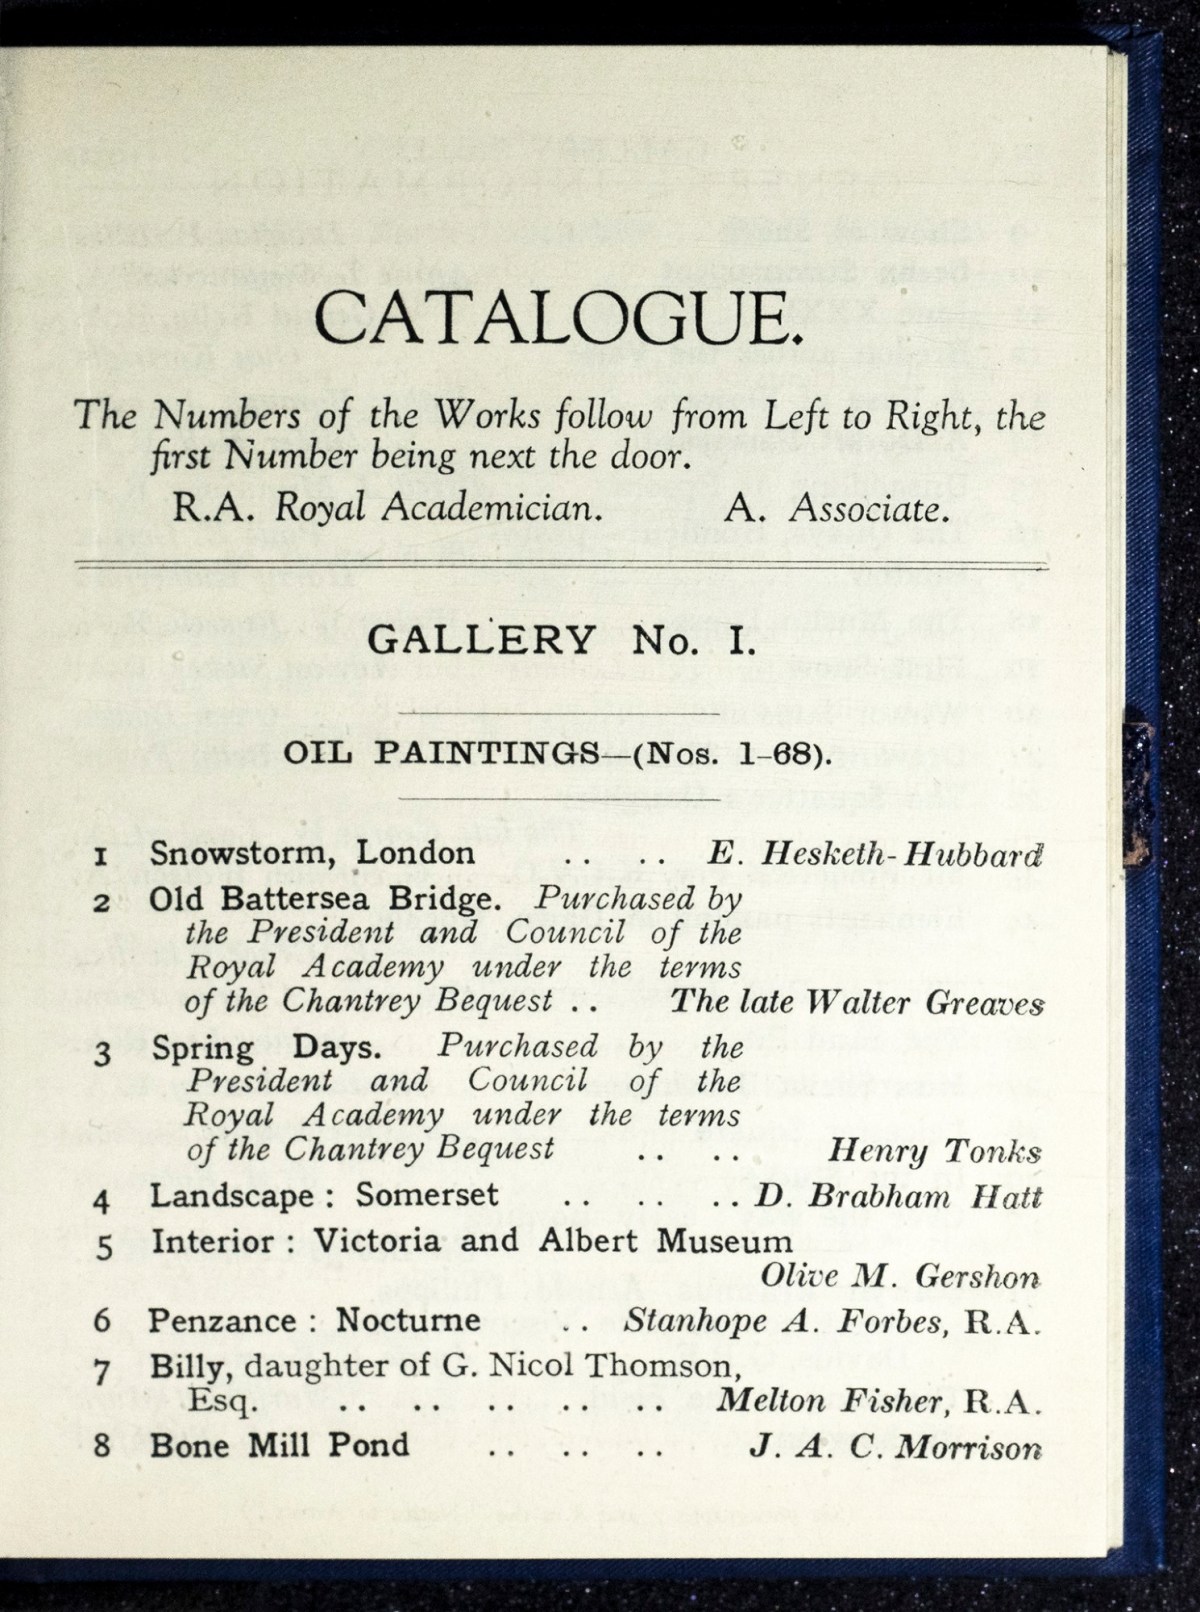 CATALOGUE.
The Numbers of the Works follow from Left to Right, the
first Number being next the door.
R.A. Royal Academician. A. Associate.
GALLERY No. I.
OIL PAINTINGS—(Nos. 1–68).
1 Snowstorm, London .. .. E. Hesketh-Hubbard
2 Old Battersea Bridge. Purchased by
the President and Council of the
Royal Academy under the terms
of the Chantrey Bequest .. The late Walter Greaves
3 Spring Days. Purchased by the
President and Council of the
Royal Academy under the terms
of the Chantrey Bequest .. .. Henry Tonks
4 Landscape : Somerset .. .. .. D. Brabham Hatt
5 Interior : Victoria and Albert Museum
Olive M. Gershon
6 Penzance : Nocturne .. Stanhope A. Forbes, R.A.
7 Billy, daughter of G. Nicol Thomson,
Esq. .. .. .. .. .. Melton Fisher, R.A.
8 Bone Mill Pond .. .. .. J. A. C. Morrison